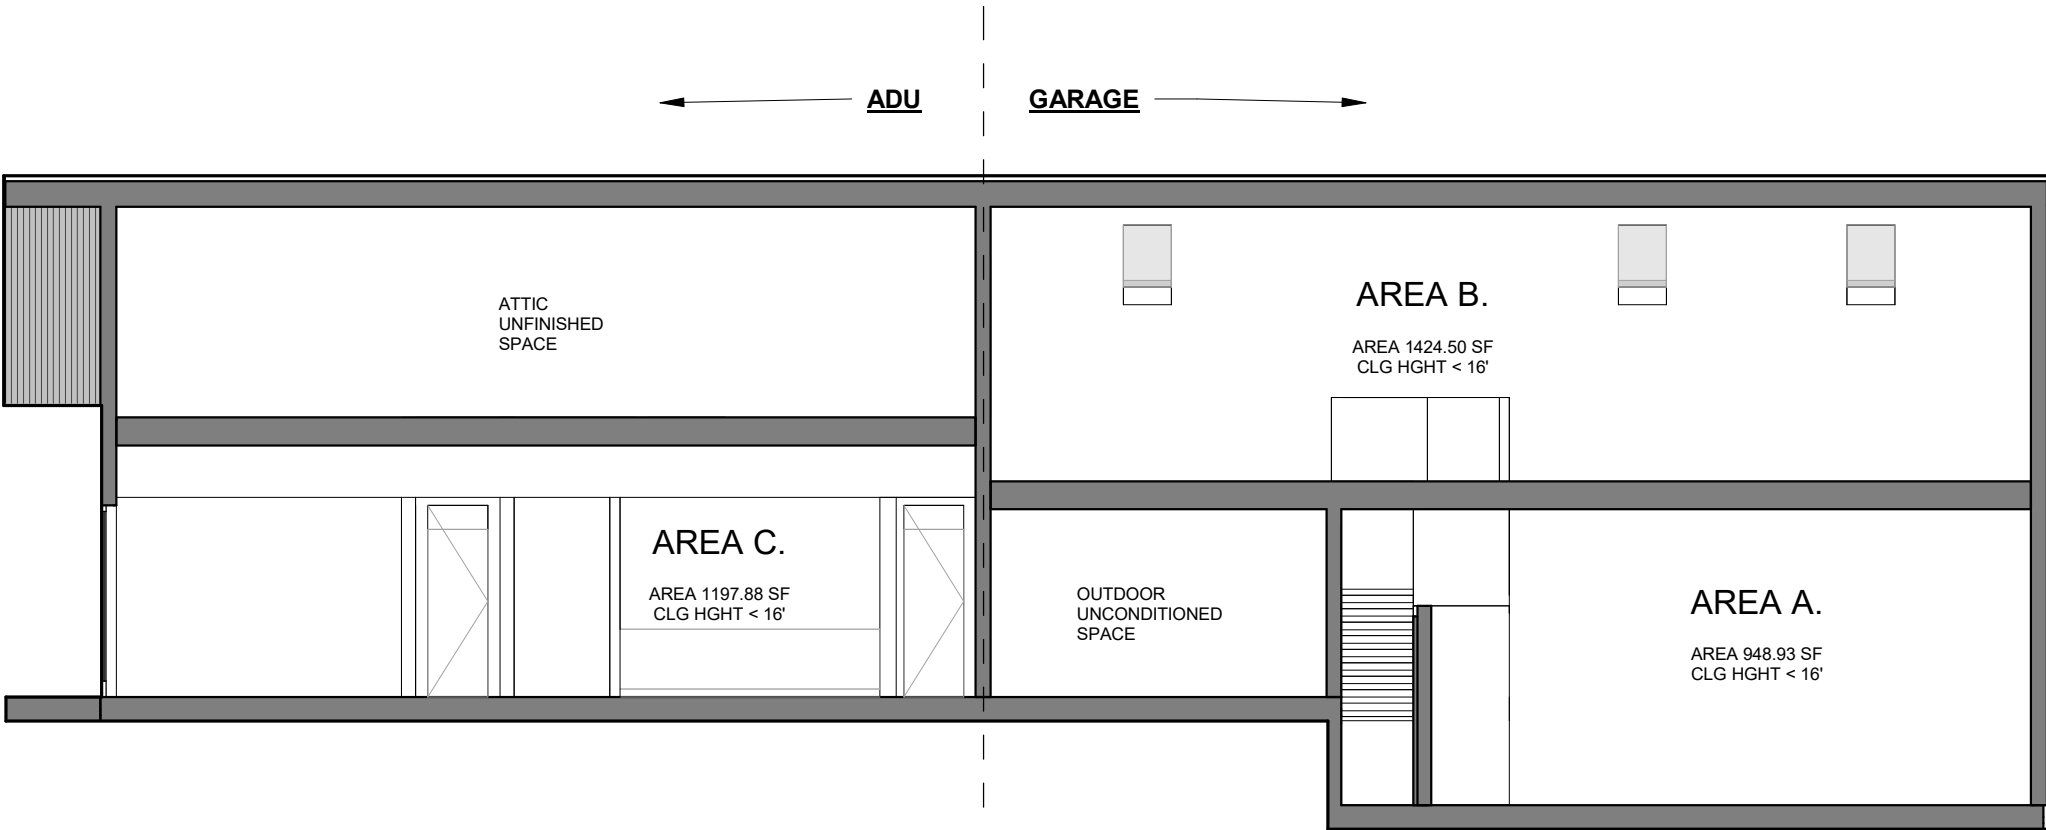 ADU
GARAGE
ATTIC
UNFINISHED
SPACE
AREA B.
AREA 1424.50 SF
CLG HGHT < 16'
AREA C.
AREA 1197.88 SF
CLG HGHT < 16'
OUTDOOR
UNCONDITIONED
SPACE
AREA A.
AREA 948.93 SF
CLG HGHT < 16'